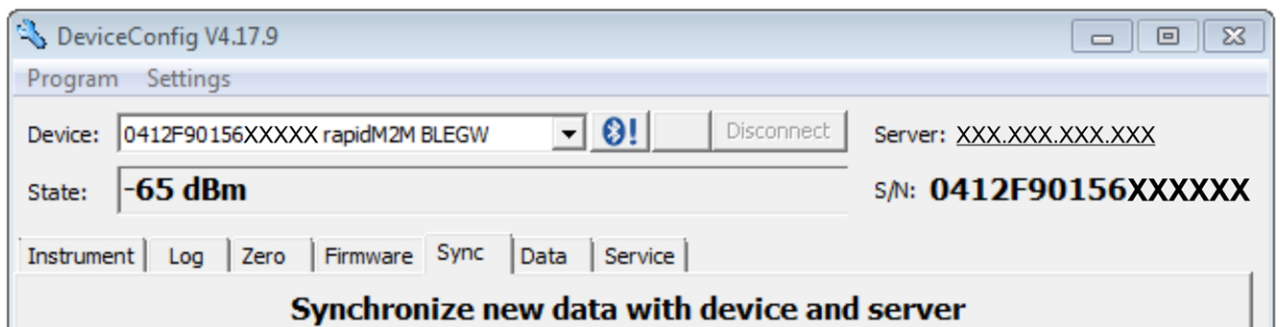 DeviceConfig V4.17.9
Program Settings
Device: 0412F90156XXXXX rapidM2M BLEGW ! Disconnect Server: XXX.XXX.XXX.XXX
State: -65 dBm S/N: 0412F90156XXXXXX
Instrument Log Zero Firmware Sync Data Service
Synchronize new data with device and server